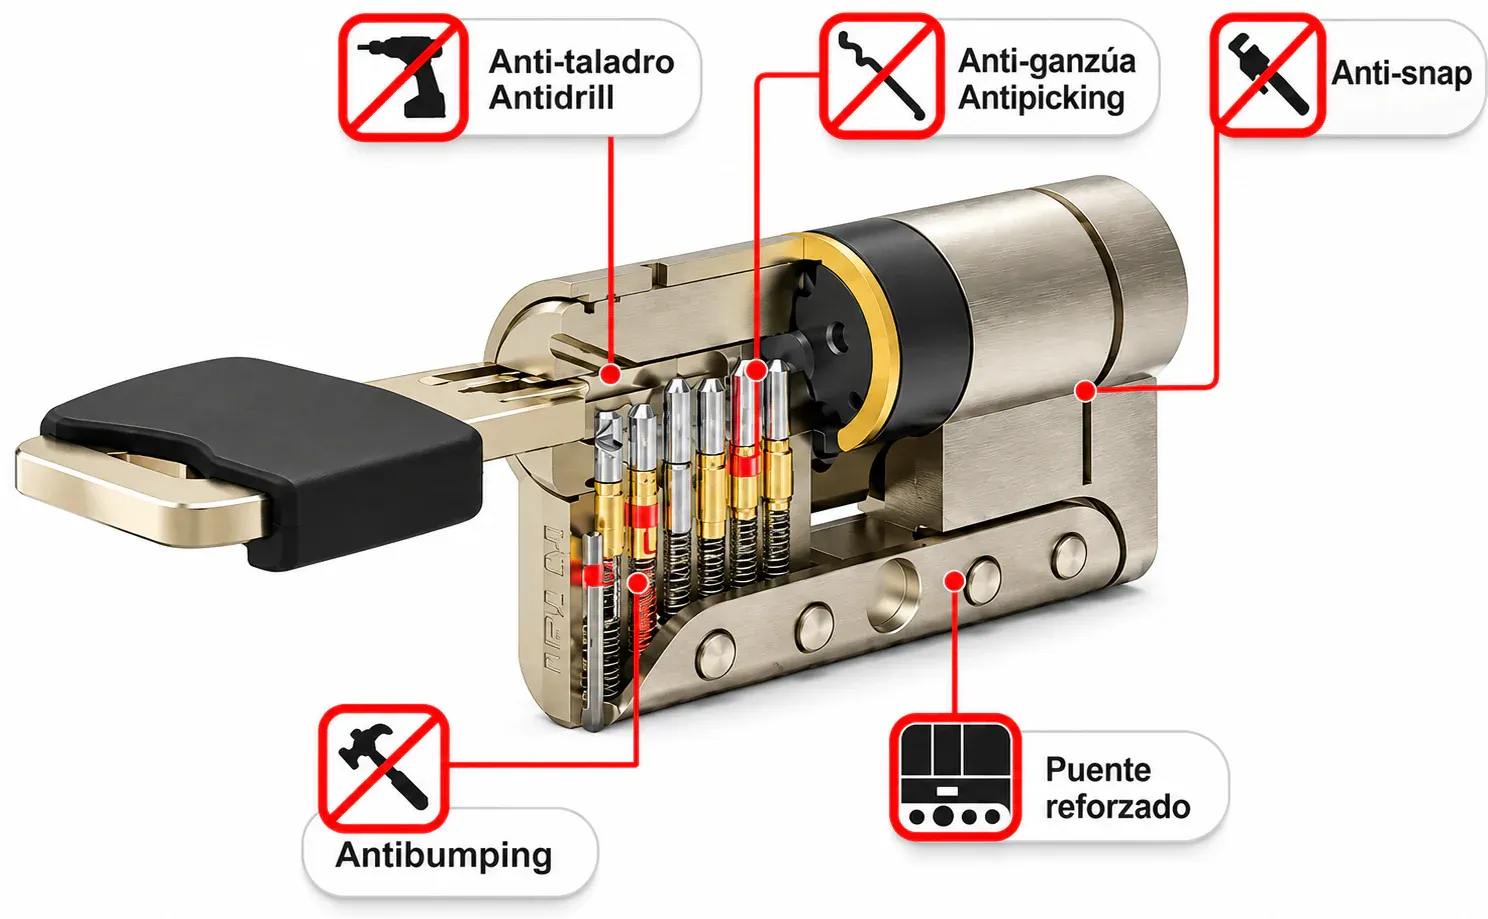 Anti-taladro
Antidrill
Anti-ganzúa
Antipicking
Anti-snap
Antibumping
Puente
reforzado